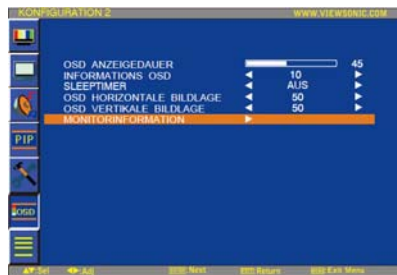 KONFIGURATION 2 WWW.VIEWSONIC.COM
OSD ANZEIGEDAUER 45
INFORMATIONS OSD 10
SLEEPTIMER AUS
OSD HORIZONTALE BILDLAGE 50
OSD VERTIKALE BILDLAGE 50
MONITORINFORMATION
PIP
OSD
:Sel :Adj Next Return Exit Menu